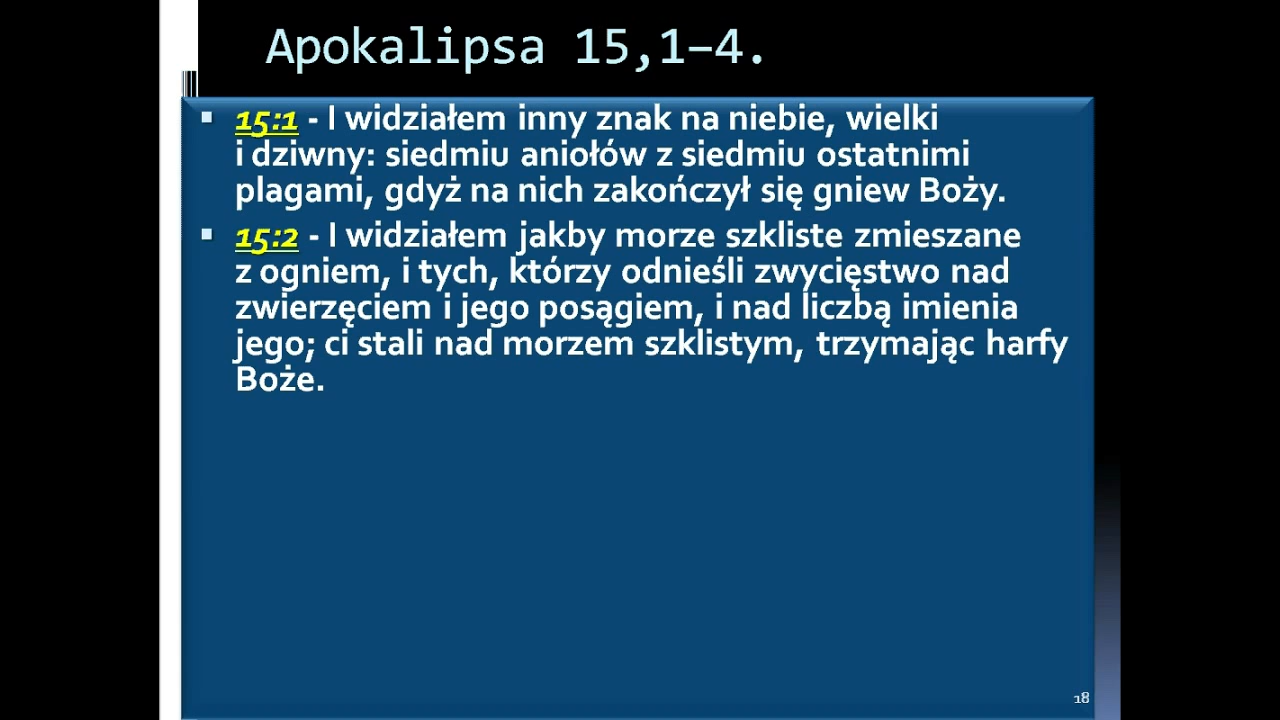 Apokalipsa 15,1–4.
▪ 15:1 - I widziałem inny znak na niebie, wielki
i dziwny: siedmiu aniołów z siedmiu ostatnimi
plagami, gdyż na nich zakończył się gniew Boży.
▪ 15:2 - I widziałem jakby morze szkliste zmieszane
z ogniem, i tych, którzy odnieśli zwycięstwo nad
zwierzęciem i jego posągiem, i nad liczbą imienia
jego; ci stali nad morzem szklistym, trzymając harfy
Boże.
18